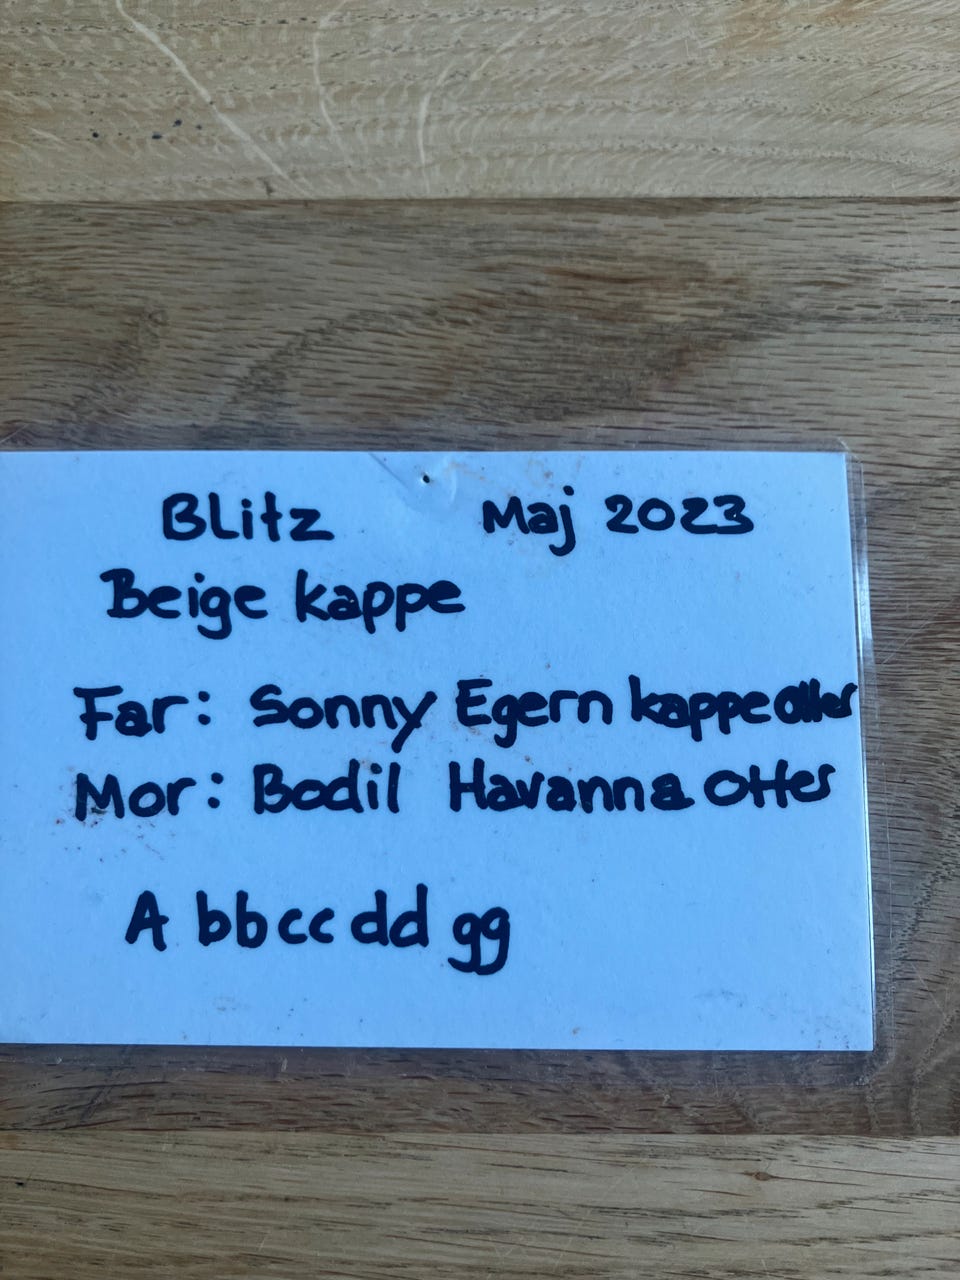 Blitz Maj 2023
Beige kappe
Far: Sonny Egern kappe otter
Mor: Bodil Havanna otter
A bb cc dd gg